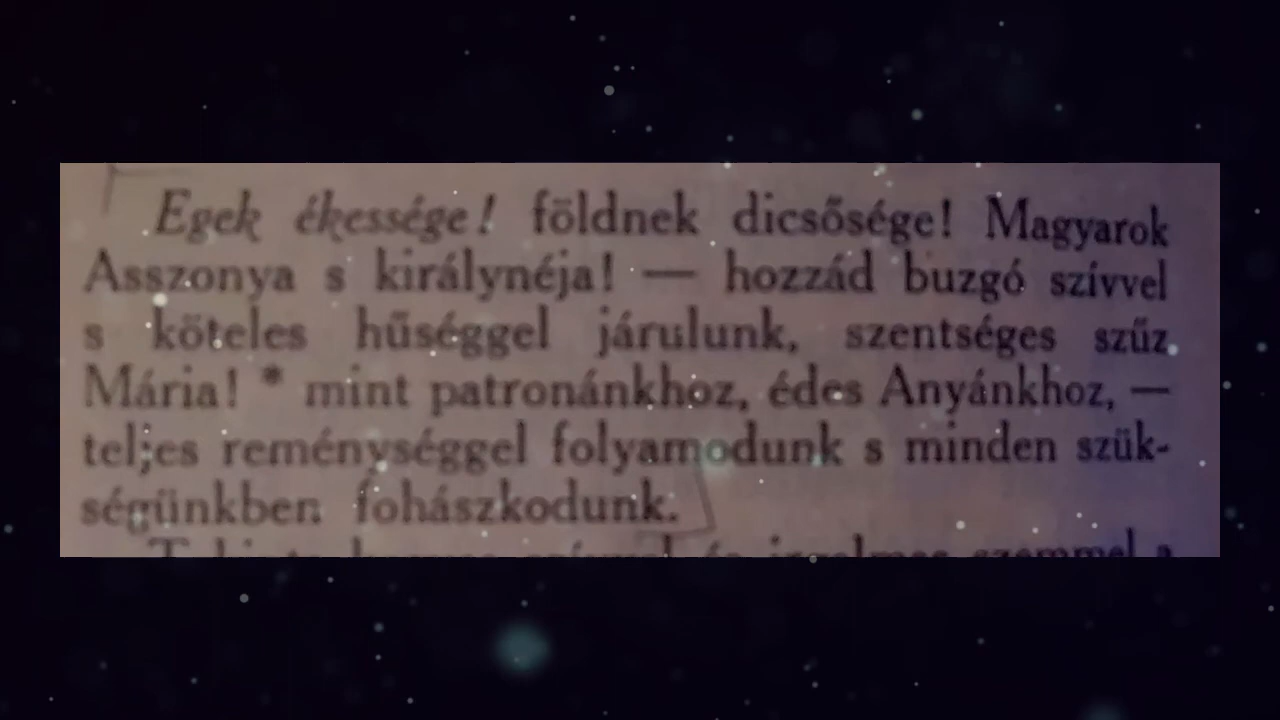 Egek ékessége! földnek dicsősége! Magyarok
Asszonya s királynéja! — hozzád buzgó szívvel
s köteles hűséggel járulunk, szentséges szűz
Mária! * mint patronánkhoz, édes Anyánkhoz, —
teljes reménységgel folyamodunk s minden szük-
ségünkben fohászkodunk.
szemmel a